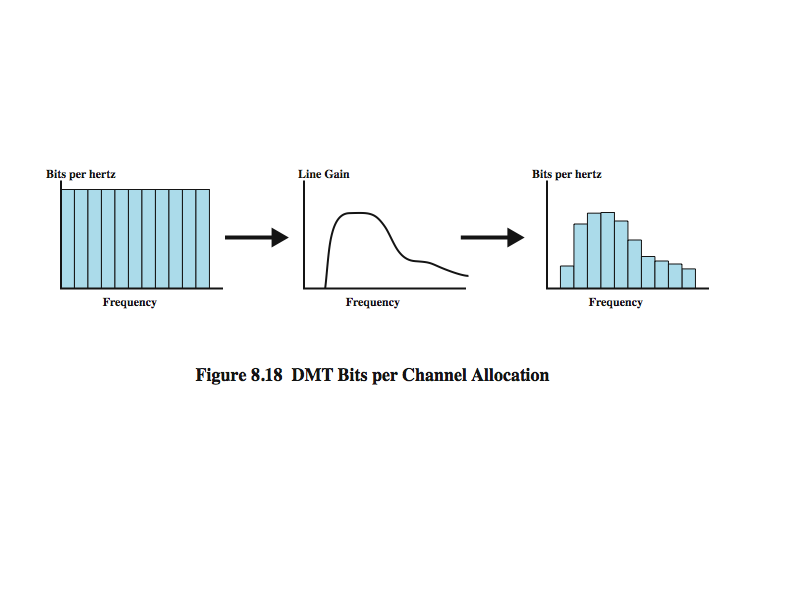 Bits per hertz
Line Gain
Bits per hertz
Frequency
Frequency
Frequency
Figure 8.18 DMT Bits per Channel Allocation